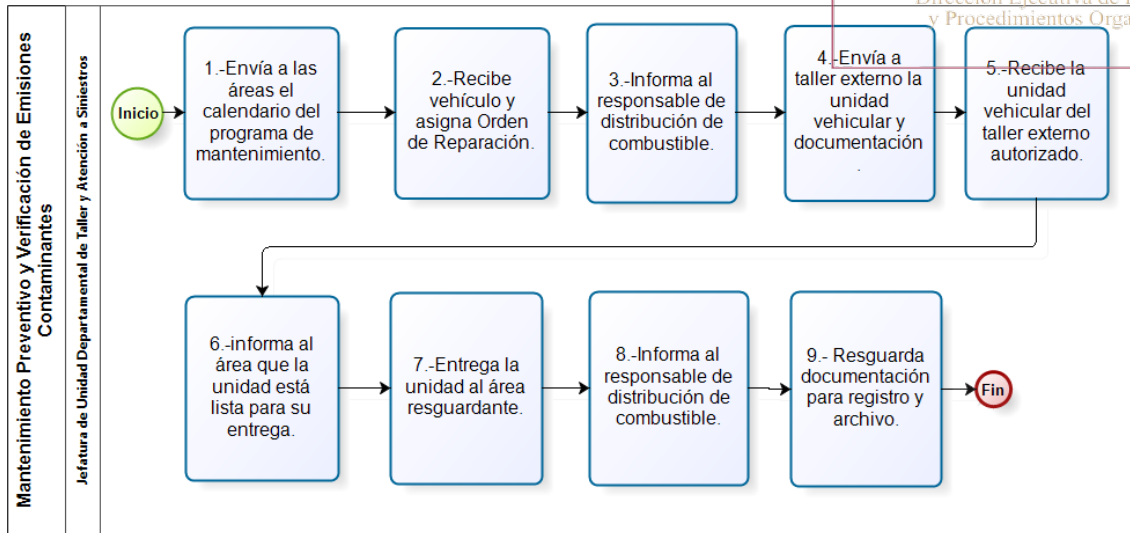 Dirección Ejecutiva de
y Procedimientos Orga
Mantenimiento Preventivo y Verificación de Emisiones
Contaminantes
Jefatura de Unidad Departamental de Taller y Atención a Siniestros
Inicio
1.-Envía a las
áreas el
calendario del
programa de
mantenimiento.
2.-Recibe
vehículo y
asigna Orden
de Reparación.
3.-Informa al
responsable de
distribución de
combustible.
4.-Envía a
taller externo la
unidad
vehicular y
documentación
.
5.-Recibe la
unidad
vehicular del
taller externo
autorizado.
6.-informa al
área que la
unidad está
lista para su
entrega.
7.-Entrega la
unidad al área
resguardante.
8.-Informa al
responsable de
distribución de
combustible.
9.- Resguarda
documentación
para registro y
archivo.
Fin